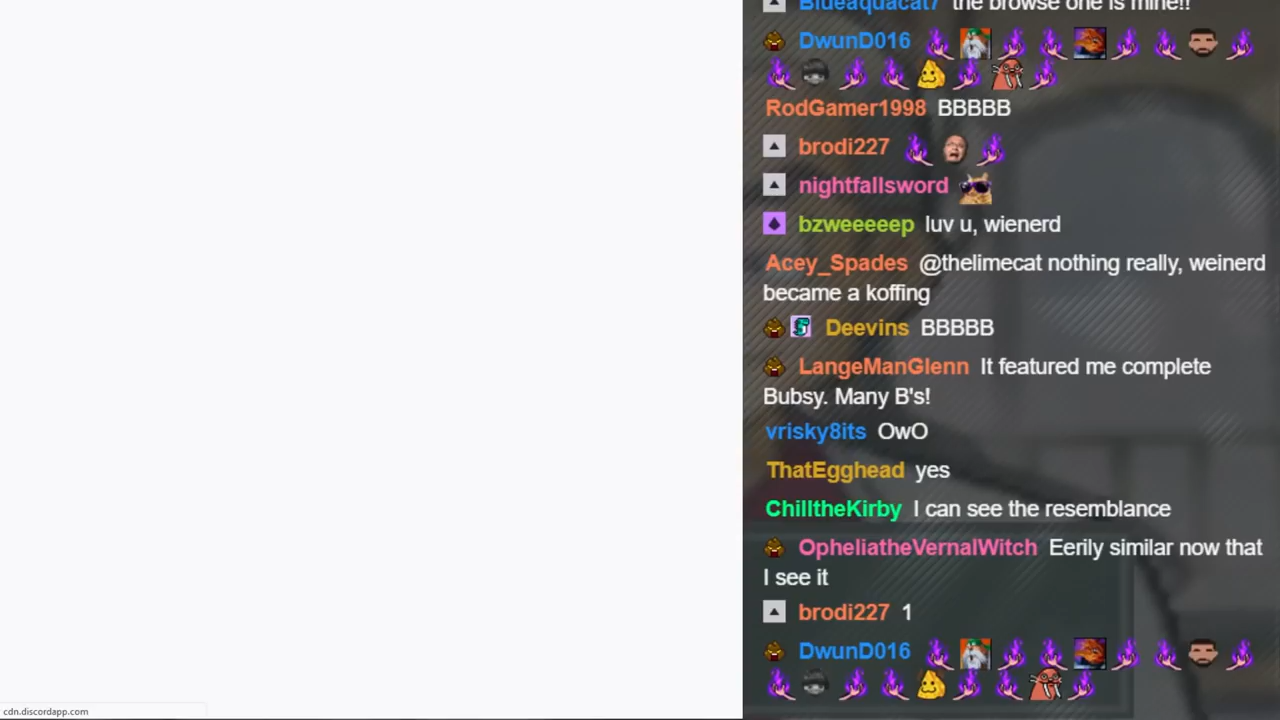 Blueaquacat7 the browse one is mine!!
DwunD016
RodGamer1998 BBBBB
brodi227
nightfallsword
bzweeeeep luv u, wienerd
Acey_Spades @thelimecat nothing really, weinerd
became a koffing
Deevins BBBBB
LangeManGlenn It featured me complete
Bubsy. Many B's!
vrisky8its OwO
ThatEgghead yes
ChilltheKirby I can see the resemblance
OpheliatheVernalWitch Eerily similar now that
I see it
brodi227 1
DwunD016
cdn.discordapp.com